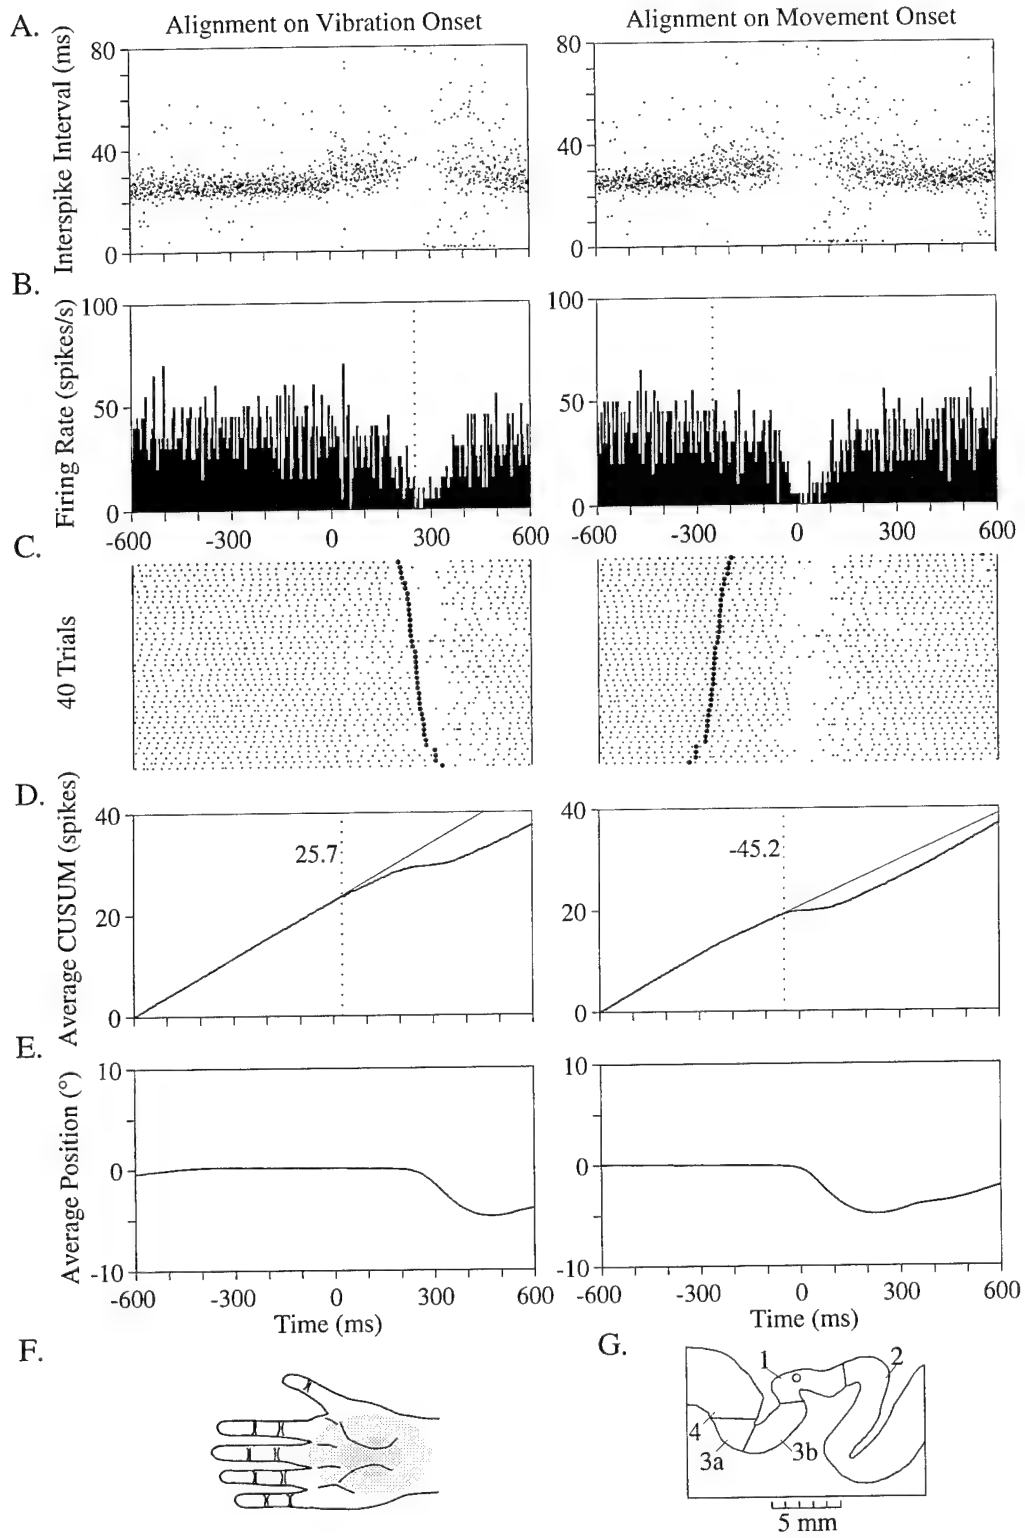 A.
Alignment on Vibration Onset
Alignment on Movement Onset
Interspike Interval (ms)
80
40
0
80
40
0
B.
Firing Rate (spikes/s)
100
50
0
100
50
0
-600 -300 0 300 600
-600 -300 0 300 600
C.
40 Trials
D.
Average CUSUM (spikes)
40
20
0
25.7
40
20
0
-45.2
E.
Average Position (°)
10
0
-10
10
0
-10
-600 -300 0 300 600
-600 -300 0 300 600
Time (ms)
Time (ms)
F.
G.
1
2
4
3a
3b
5 mm